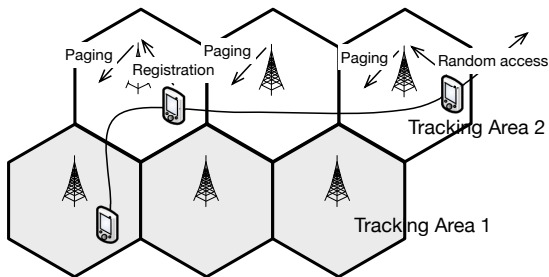 Paging
Registration
Paging
Paging
Random access
Tracking Area 2
Tracking Area 1